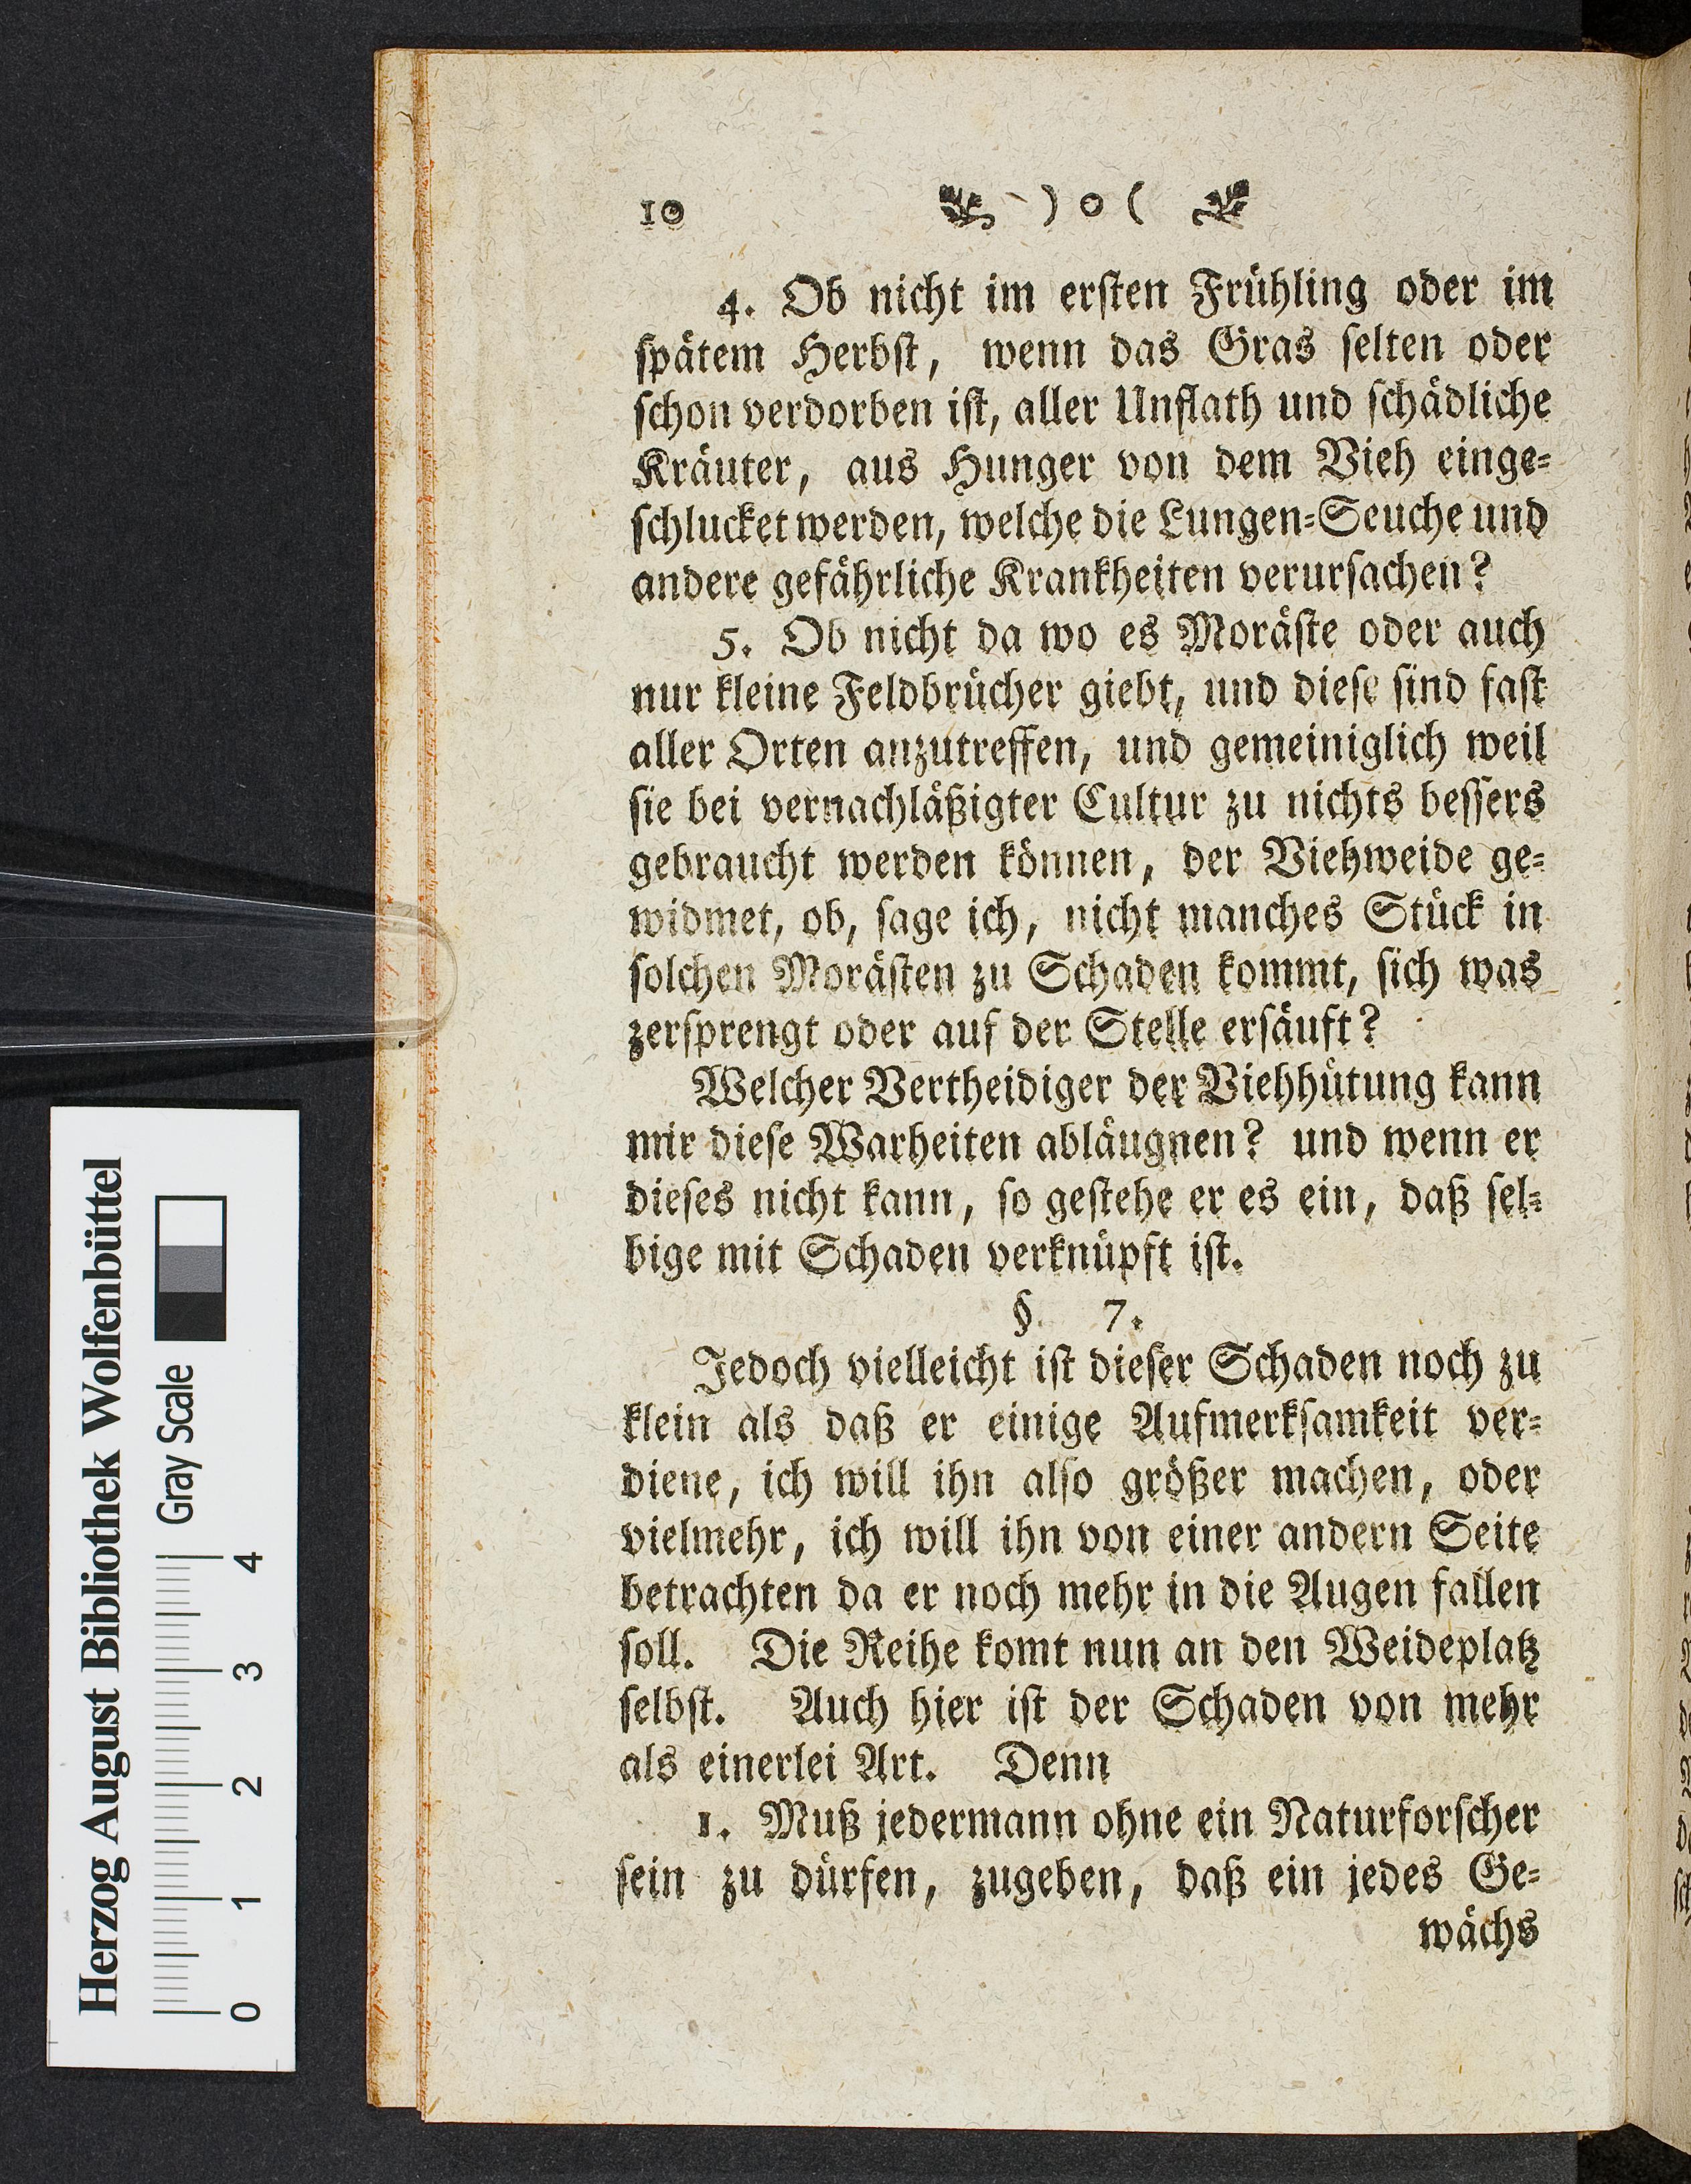 10 ) o (
4. Ob nicht im ersten Frühling oder im
spätem Herbst, wenn das Gras selten oder
schon verdorben ist, aller Unflath und schädliche
Kräuter, aus Hunger von dem Vieh einge=
schlucket werden, welche die Lungen=Seuche und
andere gefährliche Krankheiten verursachen?
5. Ob nicht da wo es Moräste oder auch
nur kleine Feldbrücher giebt, und diese sind fast
aller Orten anzutreffen, und gemeiniglich weil
sie bei vernachläßigter Cultur zu nichts bessers
gebraucht werden können, der Viehweide ge=
widmet, ob, sage ich, nicht manches Stück in
solchen Morästen zu Schaden kommt, sich was
zersprengt oder auf der Stelle ersäuft?
Welcher Vertheidiger der Viehhütung kann
mir diese Warheiten abläugnen? und wenn er
dieses nicht kann, so gestehe er es ein, daß sel=
bige mit Schaden verknüpft ist.
§. 7.
Jedoch vielleicht ist dieser Schaden noch zu
klein als daß er einige Aufmerksamkeit ver=
diene, ich will ihn also größer machen, oder
vielmehr, ich will ihn von einer andern Seite
betrachten da er noch mehr in die Augen fallen
soll. Die Reihe komt nun an den Weideplatz
selbst. Auch hier ist der Schaden von mehr
als einerlei Art. Denn
1. Muß jedermann ohne ein Naturforscher
sein zu dürfen, zugeben, daß ein jedes Ge=
wächs
Herzog August Bibliothek Wolfenbüttel
Gray Scale
0 1 2 3 4